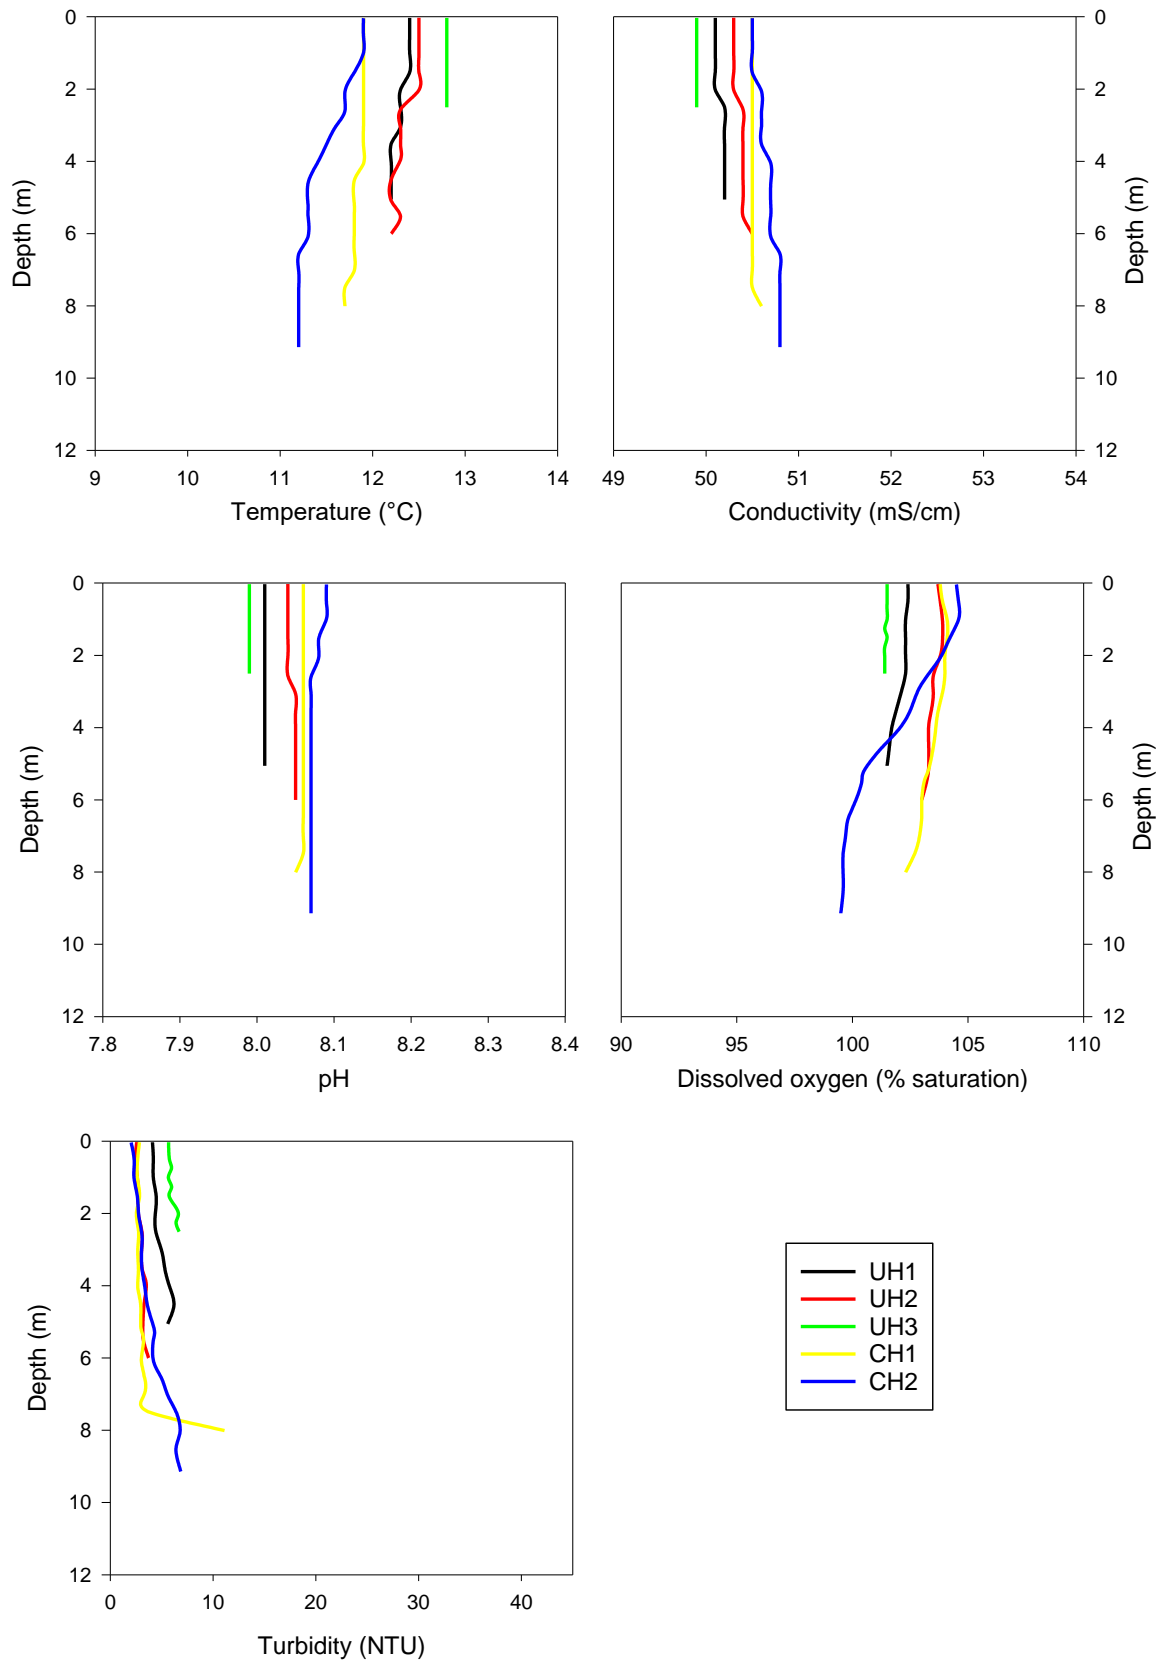 0
2
4
6
8
10
12
Depth (m)
9 10 11 12 13 14
Temperature (°C)
0
2
4
6
8
10
12
Depth (m)
49 50 51 52 53 54
Conductivity (mS/cm)
0
2
4
6
8
10
12
Depth (m)
7.8 7.9 8.0 8.1 8.2 8.3 8.4
pH
0
2
4
6
8
10
12
Depth (m)
90 95 100 105 110
Dissolved oxygen (% saturation)
0
2
4
6
8
10
12
Depth (m)
0 10 20 30 40
Turbidity (NTU)
UH1
UH2
UH3
CH1
CH2